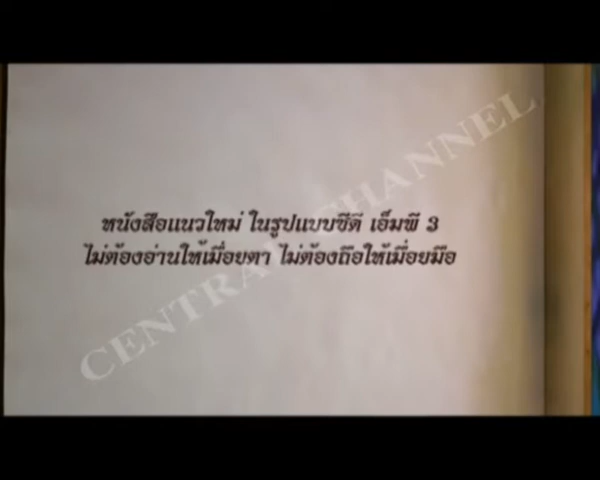 หนังสือแนวใหม่ ในรูปแบบซีดี เอ็มพี 3
ไม่ต้องอ่านให้เมื่อยตา ไม่ต้องถือให้เมื่อยมือ
CENTRAL CHANNEL